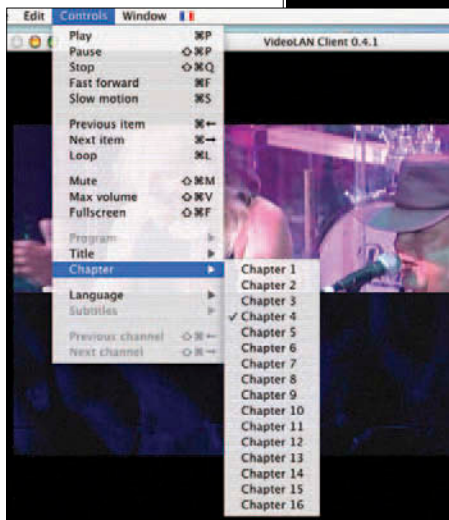 Edit Controls Window
VideoLAN Client 0.4.1
Play ⌘P
Pause ⇧⌘P
Stop ⇧⌘Q
Fast forward ⌘F
Slow motion ⌘S
Previous item ⌘←
Next item ⌘→
Loop ⌘L
Mute ⇧⌘M
Max volume ⇧⌘V
Fullscreen ⇧⌘F
Program
Title
Chapter
Language
Subtitles
Previous channel ⇧⌘←
Next channel ⇧⌘→
Chapter 1
Chapter 2
Chapter 3
✓ Chapter 4
Chapter 5
Chapter 6
Chapter 7
Chapter 8
Chapter 9
Chapter 10
Chapter 11
Chapter 12
Chapter 13
Chapter 14
Chapter 15
Chapter 16